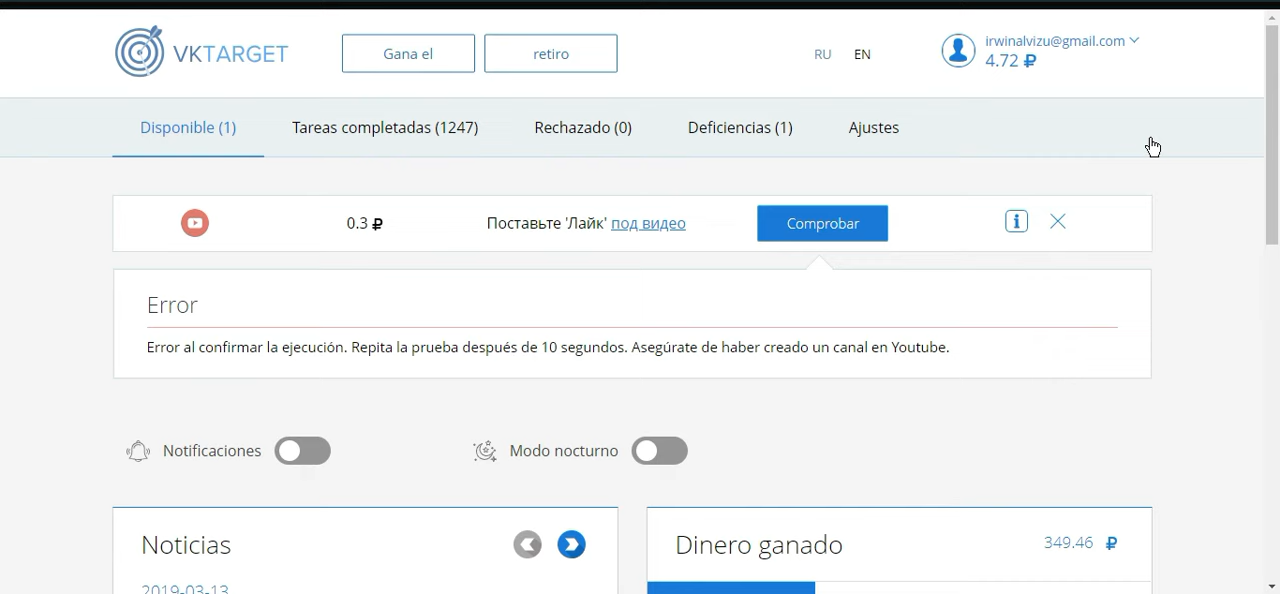 VKTARGET
Gana el
retiro
RU EN
irwinalvizu@gmail.com
4.72 ₽
Disponible (1)
Tareas completadas (1247)
Rechazado (0)
Deficiencias (1)
Ajustes
0.3 ₽
Поставьте 'Лайк' под видео
Comprobar
i
Error
Error al confirmar la ejecución. Repita la prueba después de 10 segundos. Asegúrate de haber creado un canal en Youtube.
Notificaciones
Modo nocturno
Noticias
2019-03-13
Dinero ganado
349.46 ₽